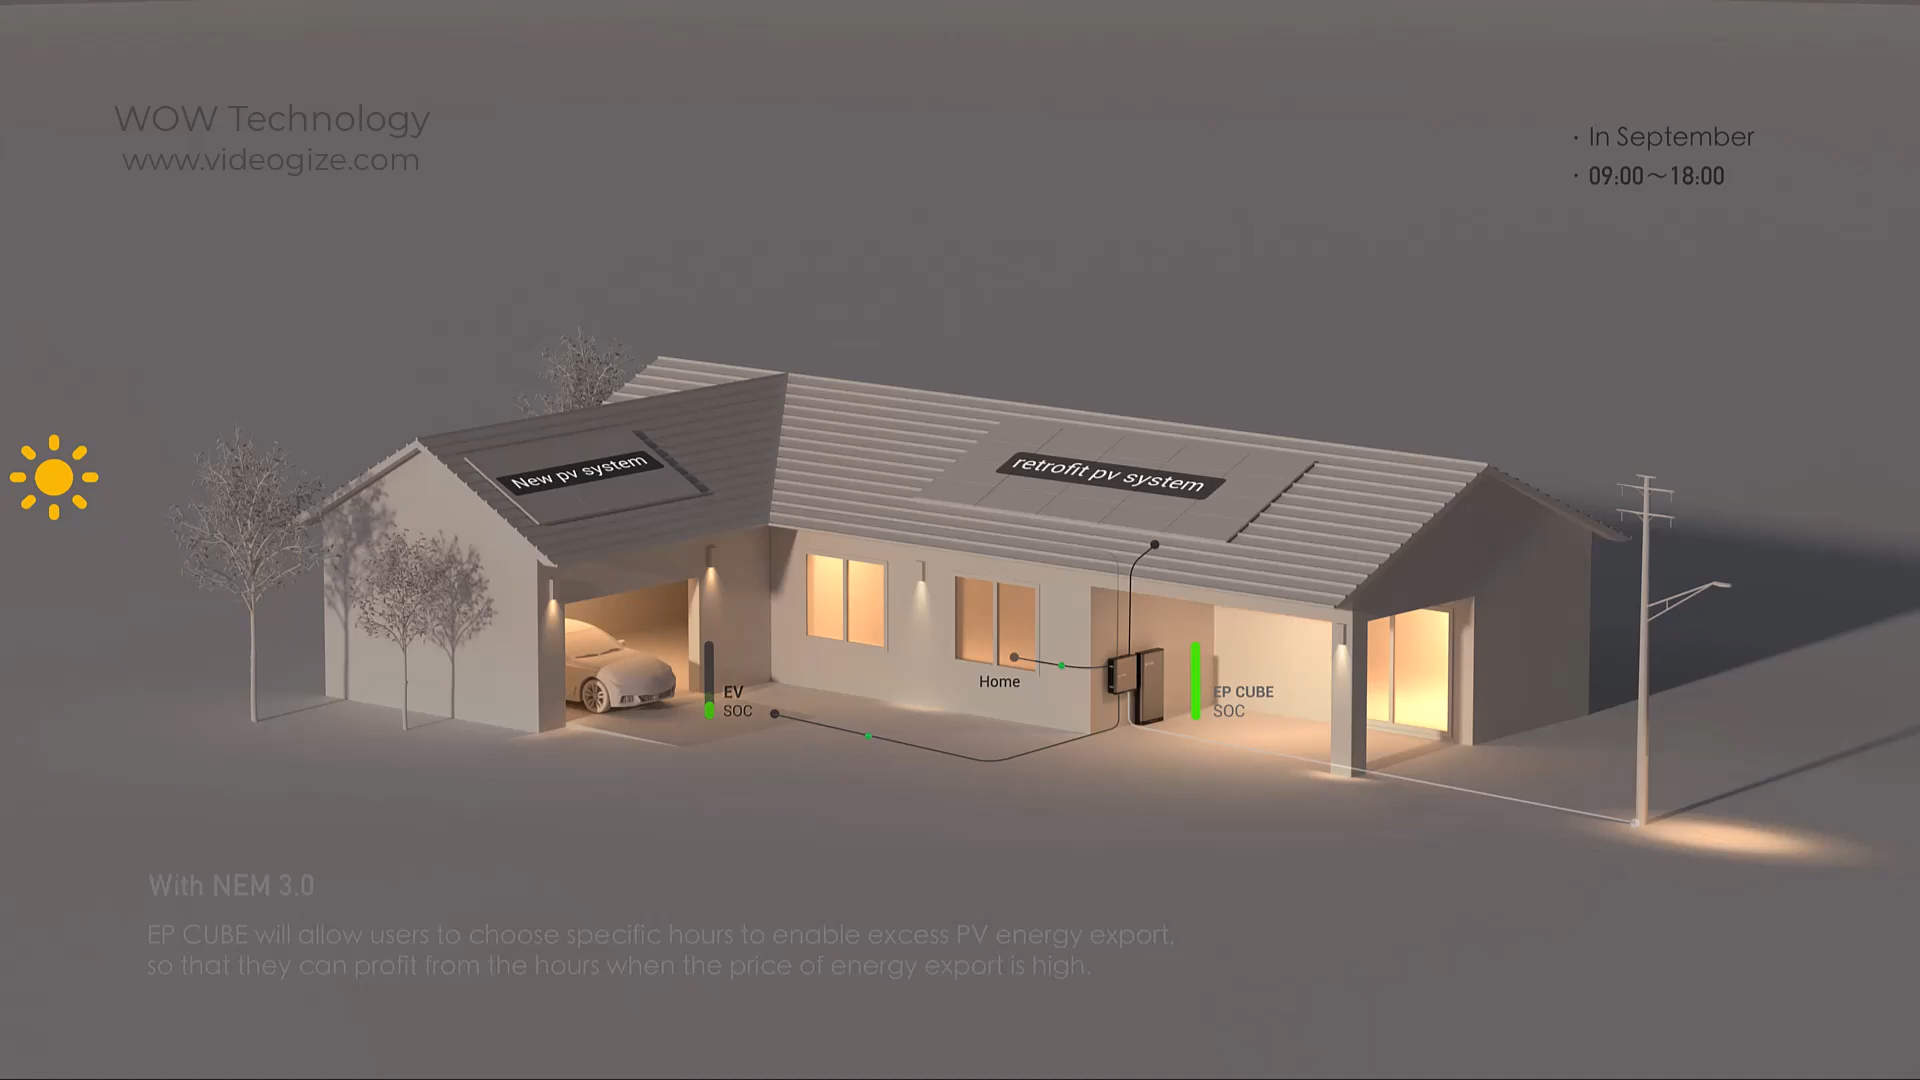 WOW Technology
www.videogize.com
· In September
· 09:00~18:00
New pv system
retrofit pv system
Home
EV
SOC
EP CUBE
SOC
With NEM 3.0
EP CUBE will allow users to choose specific hours to enable excess PV energy export,
so that they can profit from the hours when the price of energy export is high.